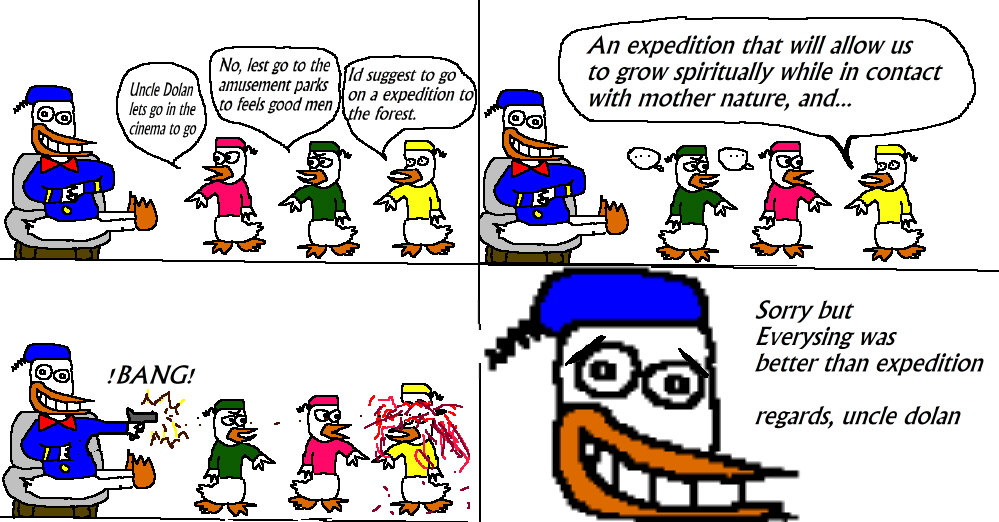 Uncle Dolan
lets go in the
cinema to go
No, lest go to the
amusement parks
to feels good men
Id suggest to go
on a expedition to
the forest.
An expedition that will allow us
to grow spiritually while in contact
with mother nature, and...
...
...
!BANG!
Sorry but
Everysing was
better than expedition
regards, uncle dolan